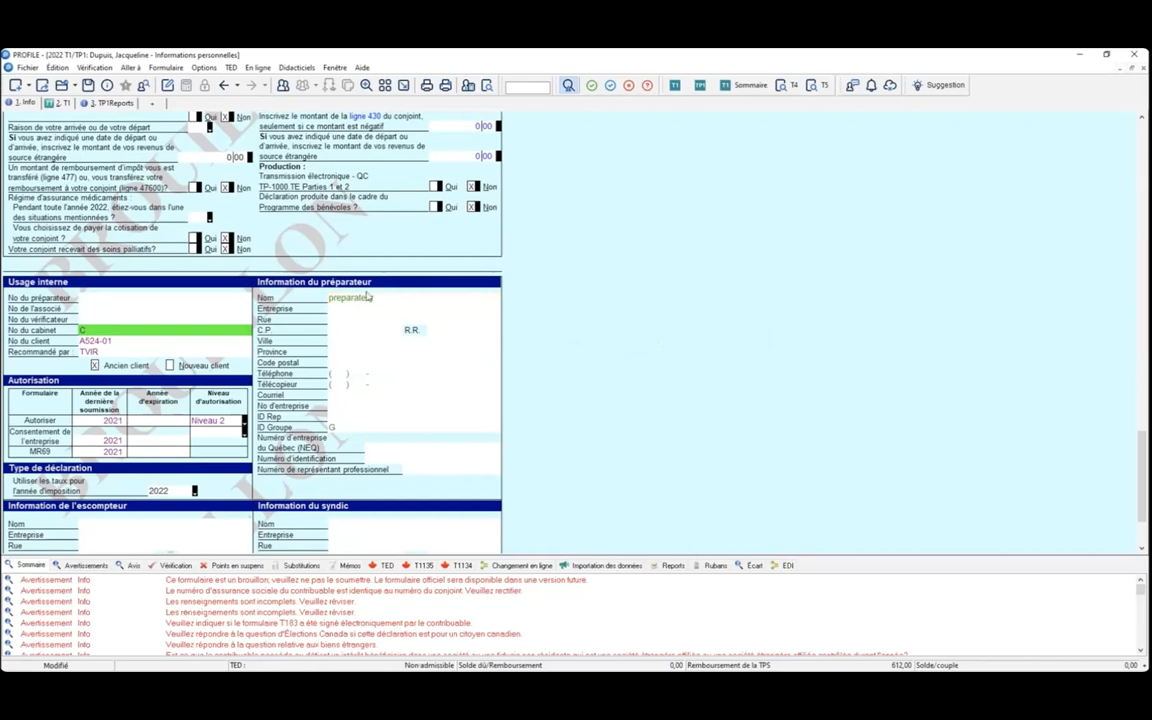 PROFILE - [2022 T1/TP1: Dupuis, Jacqueline - Informations personnelles]
Fichier Édition Vérification Aller à Formulaire Options TED En ligne Didacticiels Fenêtre Aide
T1 TP1 Sommaire T4 T5 Suggestion
1. Info 2. T1 3. TP1Reports
Oui X Non
Raison de votre arrivée ou de votre départ
Si vous avez indiqué une date de départ ou
d'arrivée, inscrivez le montant de vos revenus de
source étrangère 0|00
Un montant de remboursement d'impôt vous est
transféré (ligne 477) ou, vous transférez votre
remboursement à votre conjoint (ligne 47600)? Oui X Non
Régime d'assurance médicaments :
Pendant toute l'année 2022, étiez-vous dans l'une
des situations mentionnées ?
Vous choisissez de payer la cotisation de
votre conjoint ? Oui X Non
Votre conjoint recevait des soins palliatifs? Oui X Non
Inscrivez le montant de la ligne 430 du conjoint,
seulement si ce montant est négatif 0|00
Si vous avez indiqué une date de départ ou
d'arrivée, inscrivez le montant de vos revenus de
source étrangère 0|00
Production :
Transmission électronique - QC
TP-1000.TE Parties 1 et 2 Oui X Non
Déclaration produite dans le cadre du
Programme des bénévoles ? Oui X Non
BROUILLON
Usage interne
No du préparateur
No de l'associé
No du vérificateur
No du cabinet C
No du client A524-01
Recommandé par : TVIR
X Ancien client Nouveau client
Autorisation
Formulaire Année de la dernière soumission Année d'expiration Niveau d'autorisation
Autoriser 2021 Niveau 2
Consentement de l'entreprise 2021
MR69 2021
Type de déclaration
Utiliser les taux pour
l'année d'imposition 2022
Information de l'escompteur
Nom
Entreprise
Rue
Information du préparateur
Nom preparateur
Entreprise
Rue
C.P. R.R.
Ville
Province
Code postal
Téléphone ( ) -
Télécopieur ( ) -
Courriel
No d'entreprise
ID Rep
ID Groupe G
Numéro d'entreprise
du Québec (NEQ)
Numéro d'identification
Numéro de représentant professionnel
Information du syndic
Nom
Entreprise
Rue
Sommaire Avertissements Avis Vérification Points en suspens Substitutions Mémos TED T1135 T1134 Changement en ligne Importation des données Reports Rubans Écart EDI
Avertissement Info Ce formulaire est un brouillon; veuillez ne pas le soumettre. Le formulaire officiel sera disponible dans une version future.
Avertissement Info Le numéro d'assurance sociale du contribuable est identique au numéro du conjoint. Veuillez rectifier.
Avertissement Info Les renseignements sont incomplets. Veuillez réviser.
Avertissement Info Les renseignements sont incomplets. Veuillez réviser.
Avertissement Info Veuillez indiquer si le formulaire T183 a été signé électroniquement par le contribuable.
Avertissement Info Veuillez répondre à la question d'Élections Canada si cette déclaration est pour un citoyen canadien.
Avertissement Info Veuillez répondre à la question relative aux biens étrangers.
Modifié TED : Non admissible Solde dû/Remboursement 0,00 Remboursement de la TPS 612,00 Solde/couple 0,00